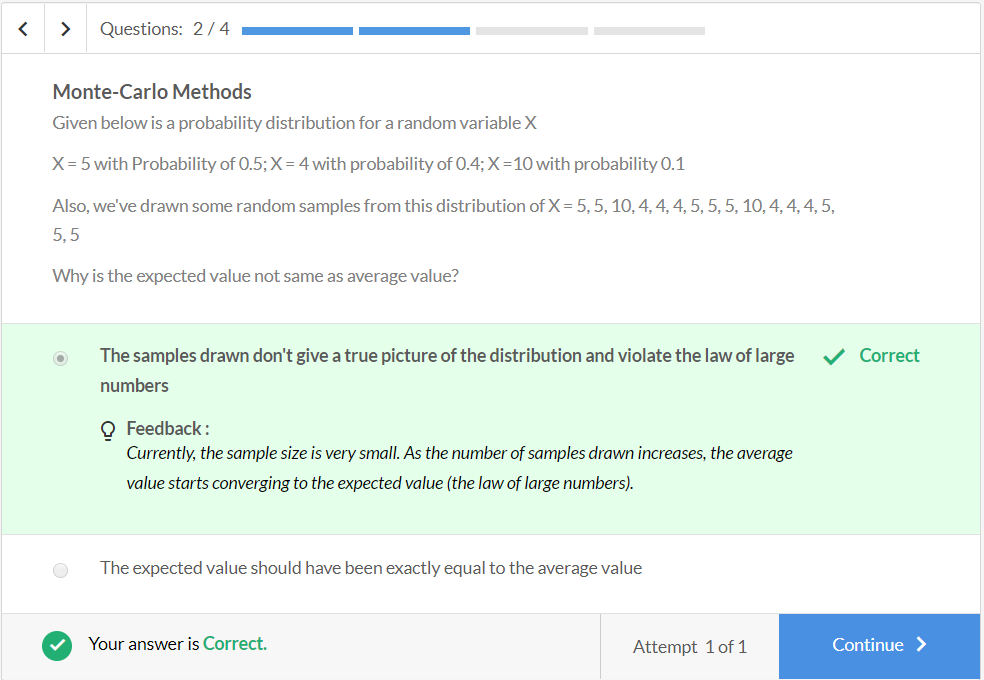 Questions: 2 / 4
Monte-Carlo Methods
Given below is a probability distribution for a random variable X
X = 5 with Probability of 0.5; X = 4 with probability of 0.4; X =10 with probability 0.1
Also, we've drawn some random samples from this distribution of X = 5, 5, 10, 4, 4, 4, 5, 5, 5, 10, 4, 4, 4, 5,
5, 5
Why is the expected value not same as average value?
The samples drawn don't give a true picture of the distribution and violate the law of large
numbers
Correct
Feedback :
Currently, the sample size is very small. As the number of samples drawn increases, the average
value starts converging to the expected value (the law of large numbers).
The expected value should have been exactly equal to the average value
Your answer is Correct.
Attempt 1 of 1
Continue